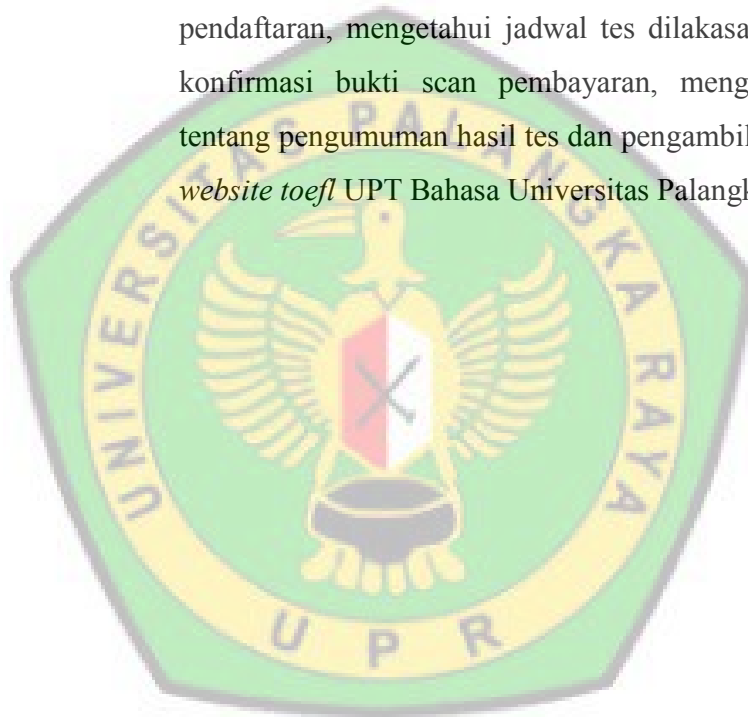 pendaftaran, mengetahui jadwal tes dilakasa
konfirmasi bukti scan pembayaran, meng
tentang pengumuman hasil tes dan pengambil
website toefl UPT Bahasa Universitas Palangk
UNIVERSITAS PALANGKA RAYA
UPR